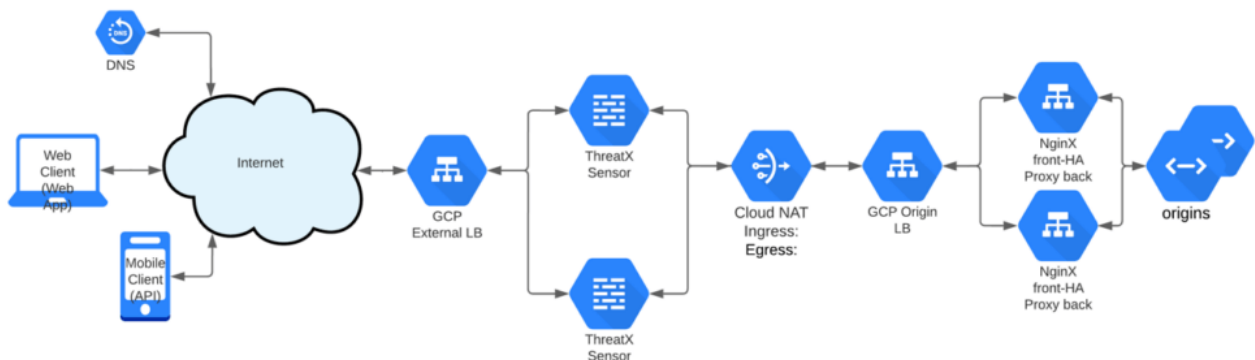 DNS
DNS
Web
Client
(Web
App)
Internet
Mobile
Client
(API)
GCP
External LB
ThreatX
Sensor
ThreatX
Sensor
Cloud NAT
Ingress:
Egress:
GCP Origin
LB
NginX
front-HA
Proxy back
NginX
front-HA
Proxy back
origins